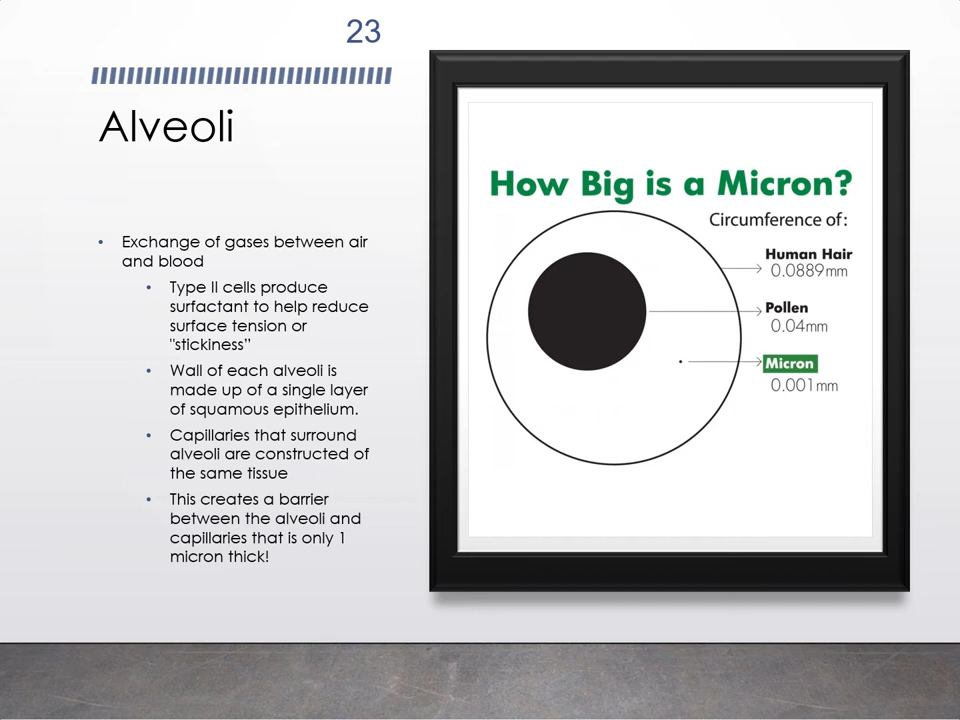 23
Alveoli
• Exchange of gases between air
and blood
• Type II cells produce
surfactant to help reduce
surface tension or
"stickiness”
• Wall of each alveoli is
made up of a single layer
of squamous epithelium.
• Capillaries that surround
alveoli are constructed of
the same tissue
• This creates a barrier
between the alveoli and
capillaries that is only 1
micron thick!
How Big is a Micron?
Circumference of:
Human Hair
0.0889mm
Pollen
0.04mm
Micron
0.001mm